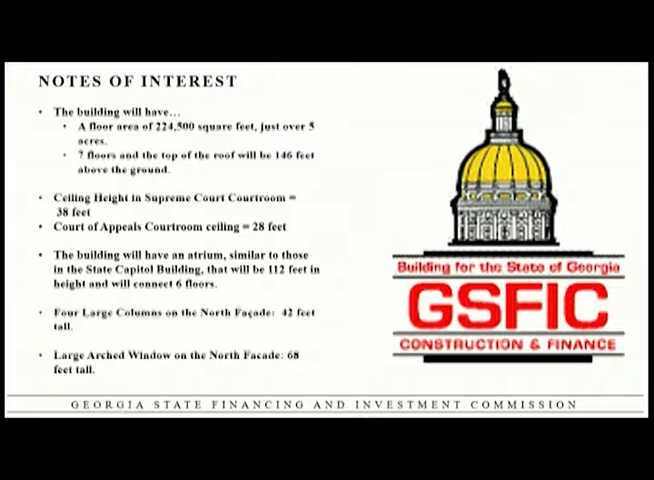 NOTES OF INTEREST
• The building will have…
• A floor area of 224,500 square feet, just over 5
acres.
• 7 floors and the top of the roof will be 146 feet
above the ground.
• Ceiling Height in Supreme Court Courtroom =
38 feet
• Court of Appeals Courtroom ceiling = 28 feet
• The building will have an atrium, similar to those
in the State Capitol Building, that will be 112 feet in
height and will connect 6 floors.
• Four Large Columns on the North Façade: 42 feet
tall.
• Large Arched Window on the North Facade: 68
feet tall.
Building for the State of Georgia
GSFIC
CONSTRUCTION & FINANCE
GEORGIA STATE FINANCING AND INVESTMENT COMMISSION